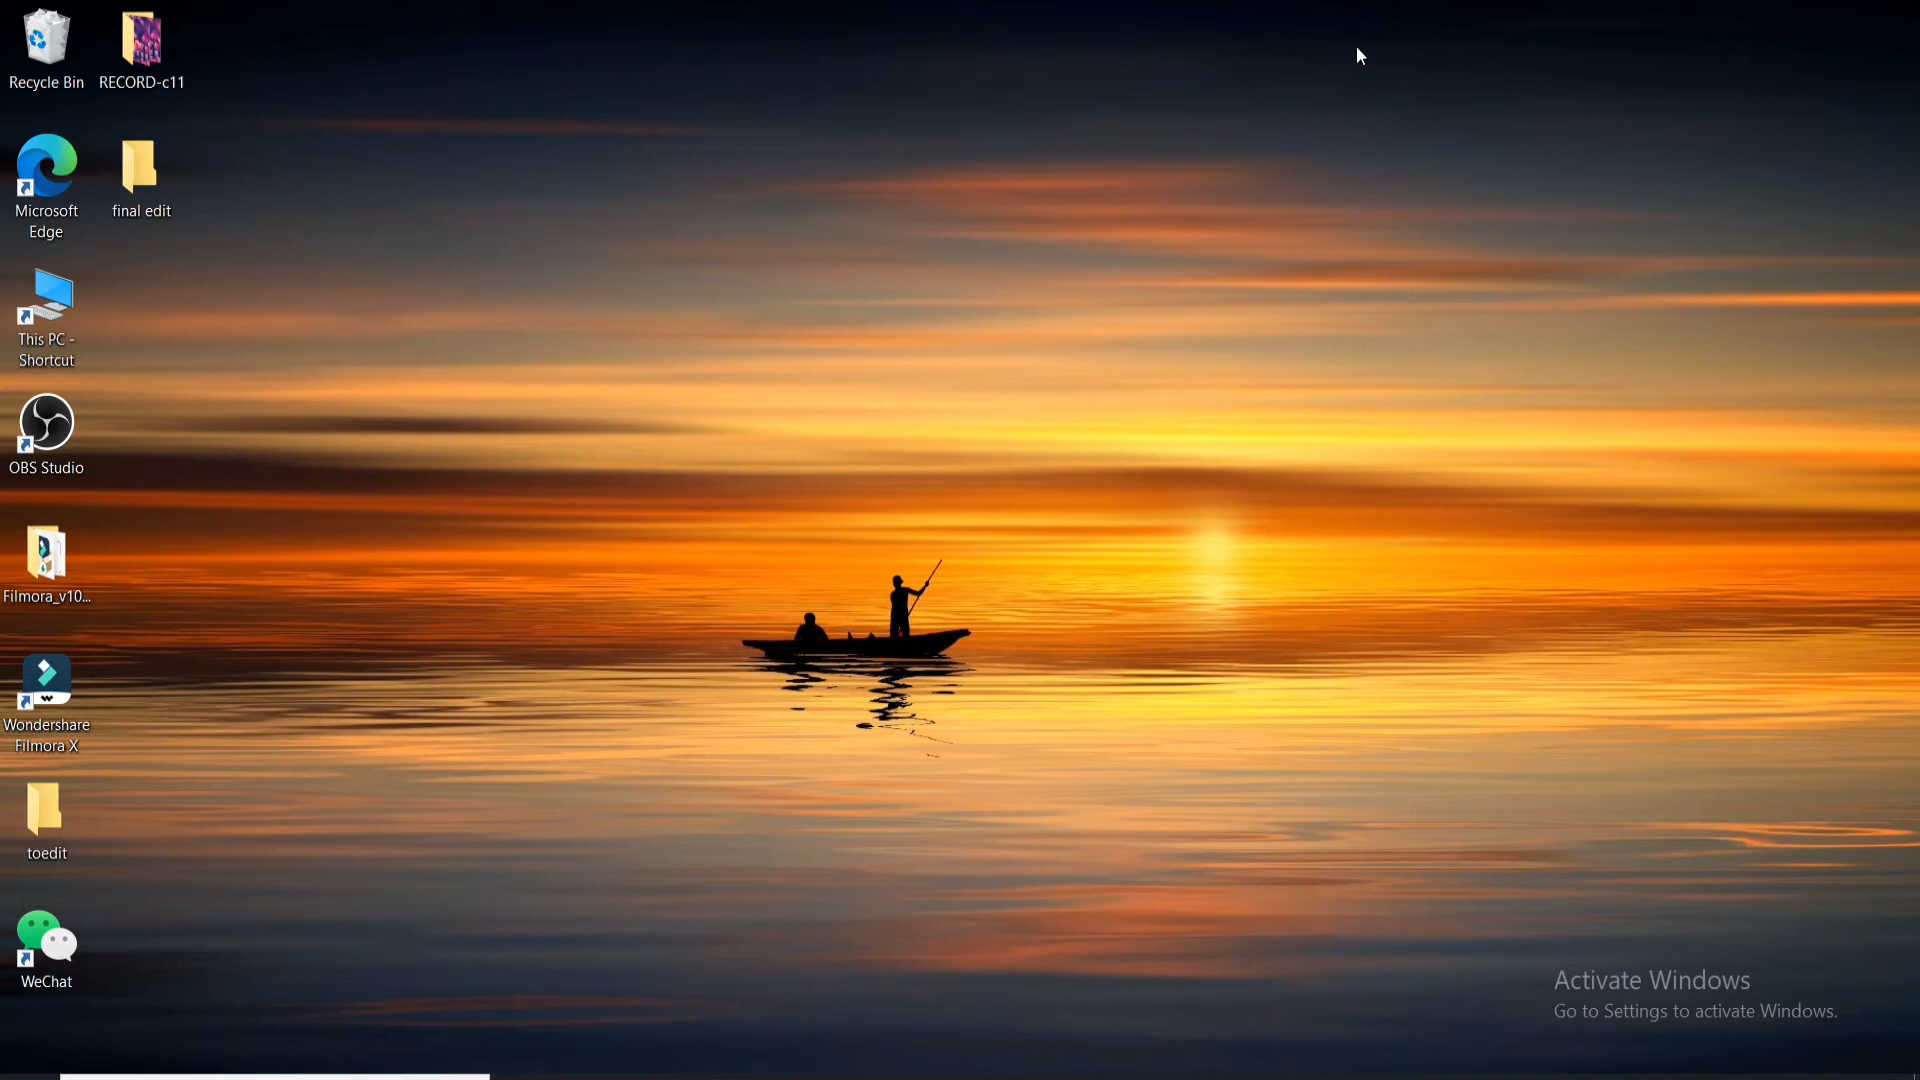 Recycle Bin
RECORD-c11
Microsoft
Edge
final edit
This PC -
Shortcut
OBS Studio
Filmora_v10...
Wondershare
Filmora X
toedit
WeChat
Activate Windows
Go to Settings to activate Windows.